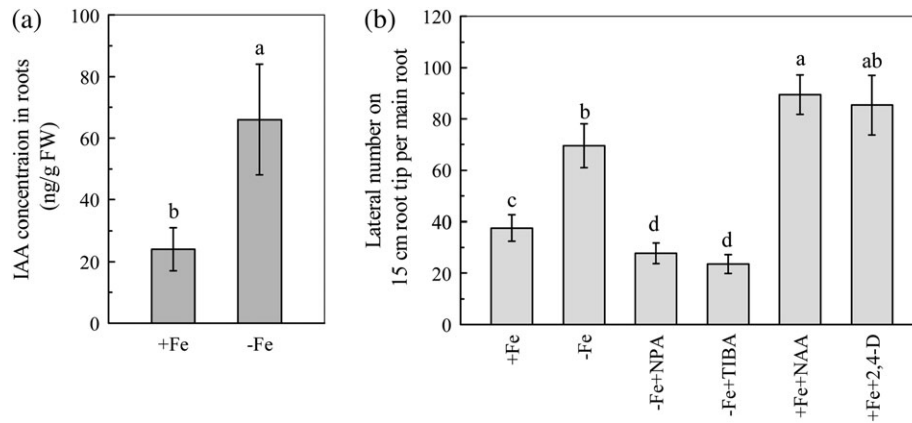 (a)
IAA concentraion in roots
(ng/g FW)
100
80
60
40
20
0
b
a
+Fe
-Fe
(b)
Lateral number on
15 cm root tip per main root
120
100
80
60
40
20
0
c
b
d
d
a
ab
+Fe
-Fe
-Fe+NPA
-Fe+TIBA
+Fe+NAA
+Fe+2,4-D